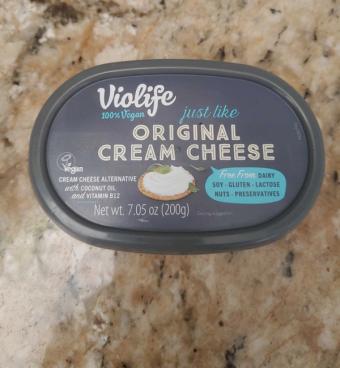 Violife
100% Vegan
just like
ORIGINAL
CREAM CHEESE
Vegan
CREAM CHEESE ALTERNATIVE
with COCONUT OIL
and VITAMIN B12
Free From DAIRY
SOY - GLUTEN - LACTOSE
NUTS - PRESERVATIVES
Net wt. 7.05 oz (200g)